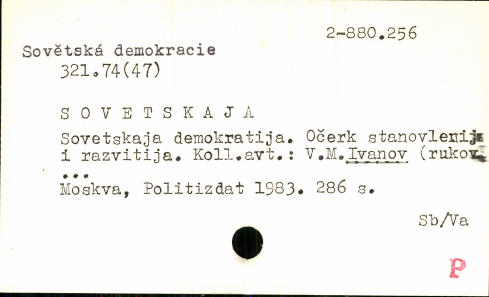 2-880.256
Sovětská demokracie
321.74(47)
S O V E T S K A J A
Sovetskaja demokratija. Očerk stanovlenija
i razvitija. Koll.avt.: V.M.Ivanov (rukov.
...
Moskva, Politizdat 1983. 286 s.
Sb/Va
P